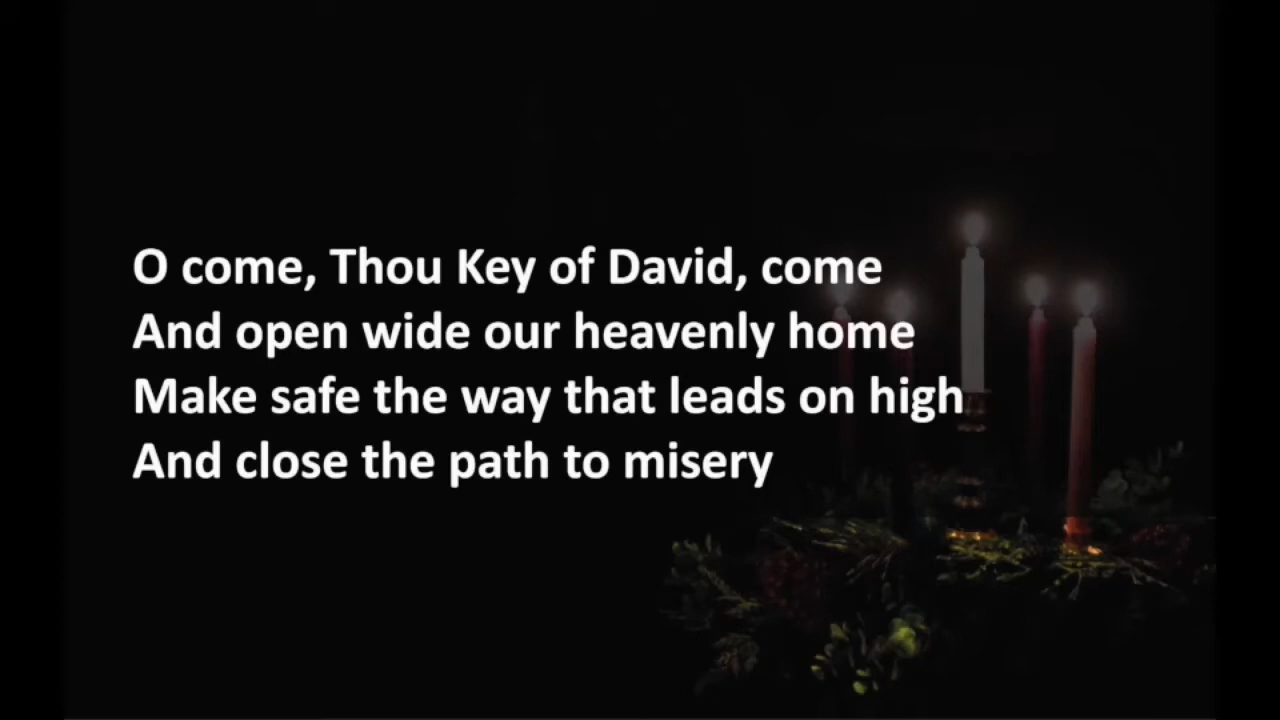 O come, Thou Key of David, come
And open wide our heavenly home
Make safe the way that leads on high
And close the path to misery